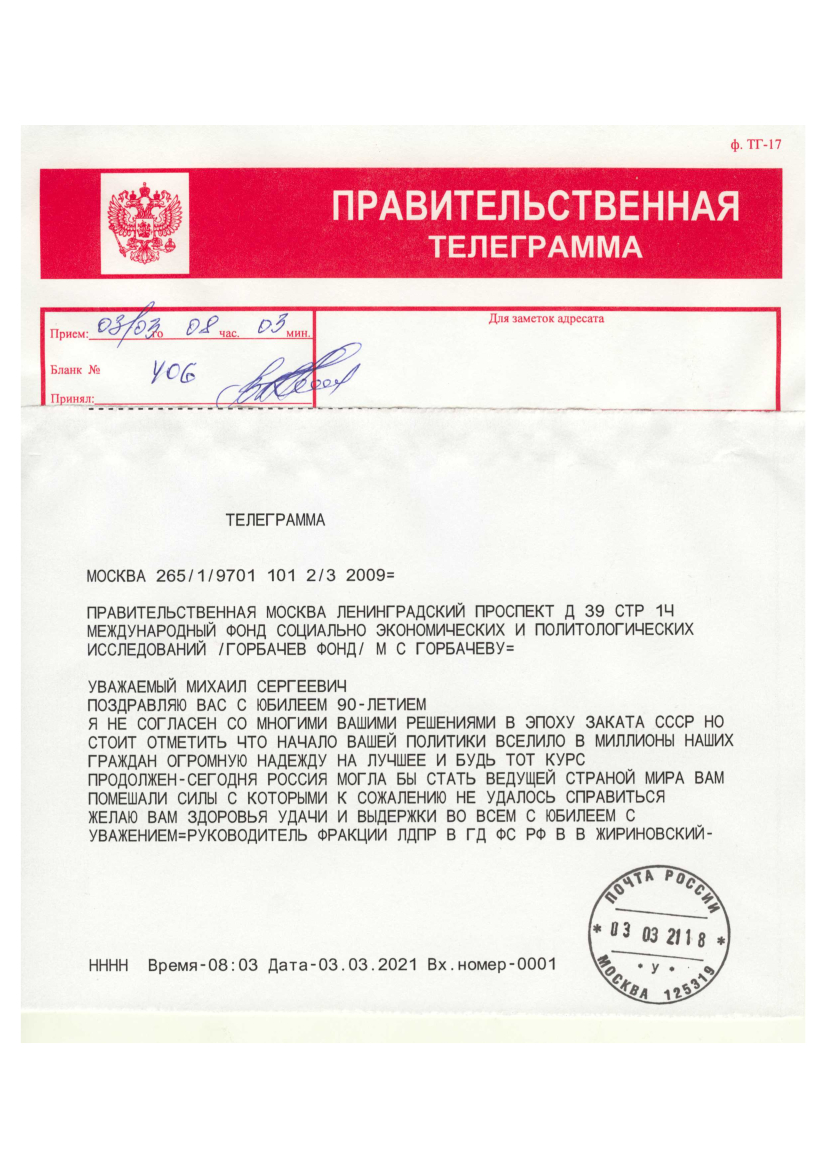 ф. ТГ-17
ПРАВИТЕЛЬСТВЕННАЯ
ТЕЛЕГРАММА
Прием: 03/03 го 08 час. 03 мин.
Для заметок адресата
Бланк № 406
Принял:
ТЕЛЕГРАММА
МОСКВА 265/1/9701 101 2/3 2009=
ПРАВИТЕЛЬСТВЕННАЯ МОСКВА ЛЕНИНГРАДСКИЙ ПРОСПЕКТ Д 39 СТР 1Ч
МЕЖДУНАРОДНЫЙ ФОНД СОЦИАЛЬНО ЭКОНОМИЧЕСКИХ И ПОЛИТОЛОГИЧЕСКИХ
ИССЛЕДОВАНИЙ /ГОРБАЧЕВ ФОНД/ М С ГОРБАЧЕВУ=
УВАЖАЕМЫЙ МИХАИЛ СЕРГЕЕВИЧ
ПОЗДРАВЛЯЮ ВАС С ЮБИЛЕЕМ 90-ЛЕТИЕМ
Я НЕ СОГЛАСЕН СО МНОГИМИ ВАШИМИ РЕШЕНИЯМИ В ЭПОХУ ЗАКАТА СССР НО
СТОИТ ОТМЕТИТЬ ЧТО НАЧАЛО ВАШЕЙ ПОЛИТИКИ ВСЕЛИЛО В МИЛЛИОНЫ НАШИХ
ГРАЖДАН ОГРОМНУЮ НАДЕЖДУ НА ЛУЧШЕЕ И БУДЬ ТОТ КУРС
ПРОДОЛЖЕН-СЕГОДНЯ РОССИЯ МОГЛА БЫ СТАТЬ ВЕДУЩЕЙ СТРАНОЙ МИРА ВАМ
ПОМЕШАЛИ СИЛЫ С КОТОРЫМИ К СОЖАЛЕНИЮ НЕ УДАЛОСЬ СПРАВИТЬСЯ
ЖЕЛАЮ ВАМ ЗДОРОВЬЯ УДАЧИ И ВЫДЕРЖКИ ВО ВСЕМ С ЮБИЛЕЕМ С
УВАЖЕНИЕМ=РУКОВОДИТЕЛЬ ФРАКЦИИ ЛДПР В ГД ФС РФ В В ЖИРИНОВСКИЙ-
ПОЧТА РОССИИ
* 03 03 2118 *
• У •
МОСКВА 125319
НННН Время-08:03 Дата-03.03.2021 Вх.номер-0001